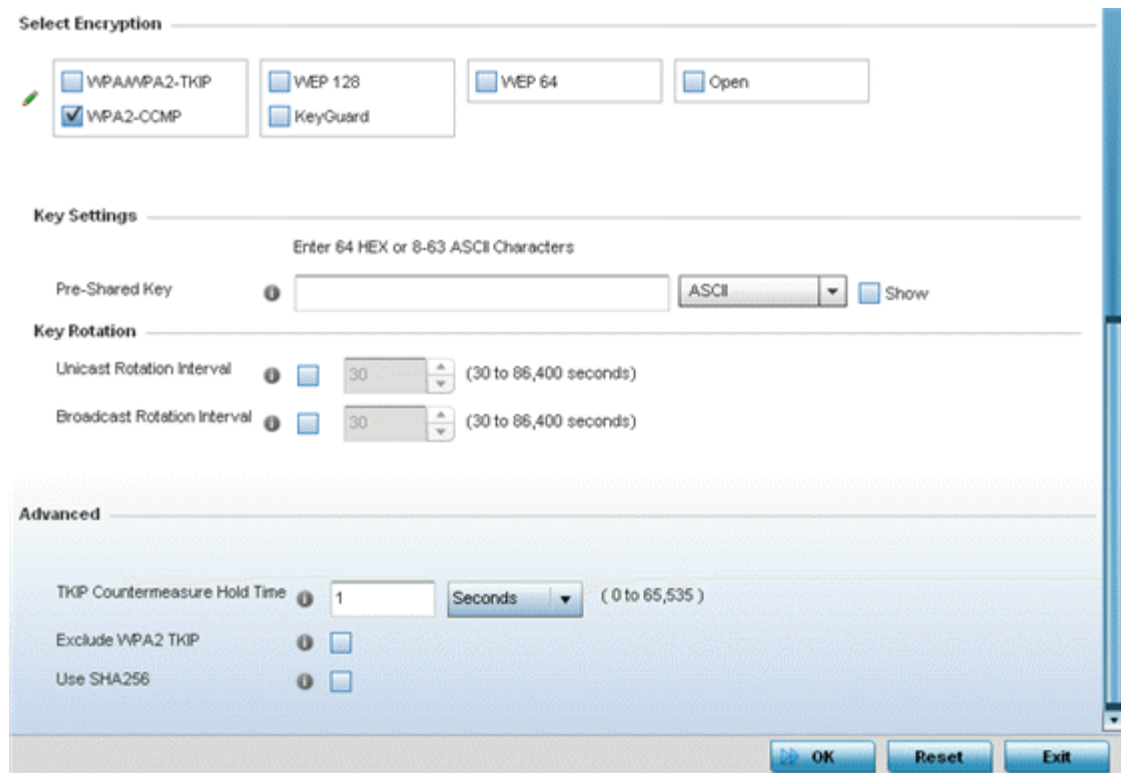 Select Encryption
WPA/WPA2-TKIP
WPA2-CCMP
WEP 128
KeyGuard
WEP 64
Open
Key Settings
Enter 64 HEX or 8-63 ASCII Characters
Pre-Shared Key
ASCII
Show
Key Rotation
Unicast Rotation Interval
30
(30 to 86,400 seconds)
Broadcast Rotation Interval
30
(30 to 86,400 seconds)
Advanced
TKIP Countermeasure Hold Time
1
Seconds
( 0 to 65,535 )
Exclude WPA2 TKIP
Use SHA256
OK
Reset
Exit